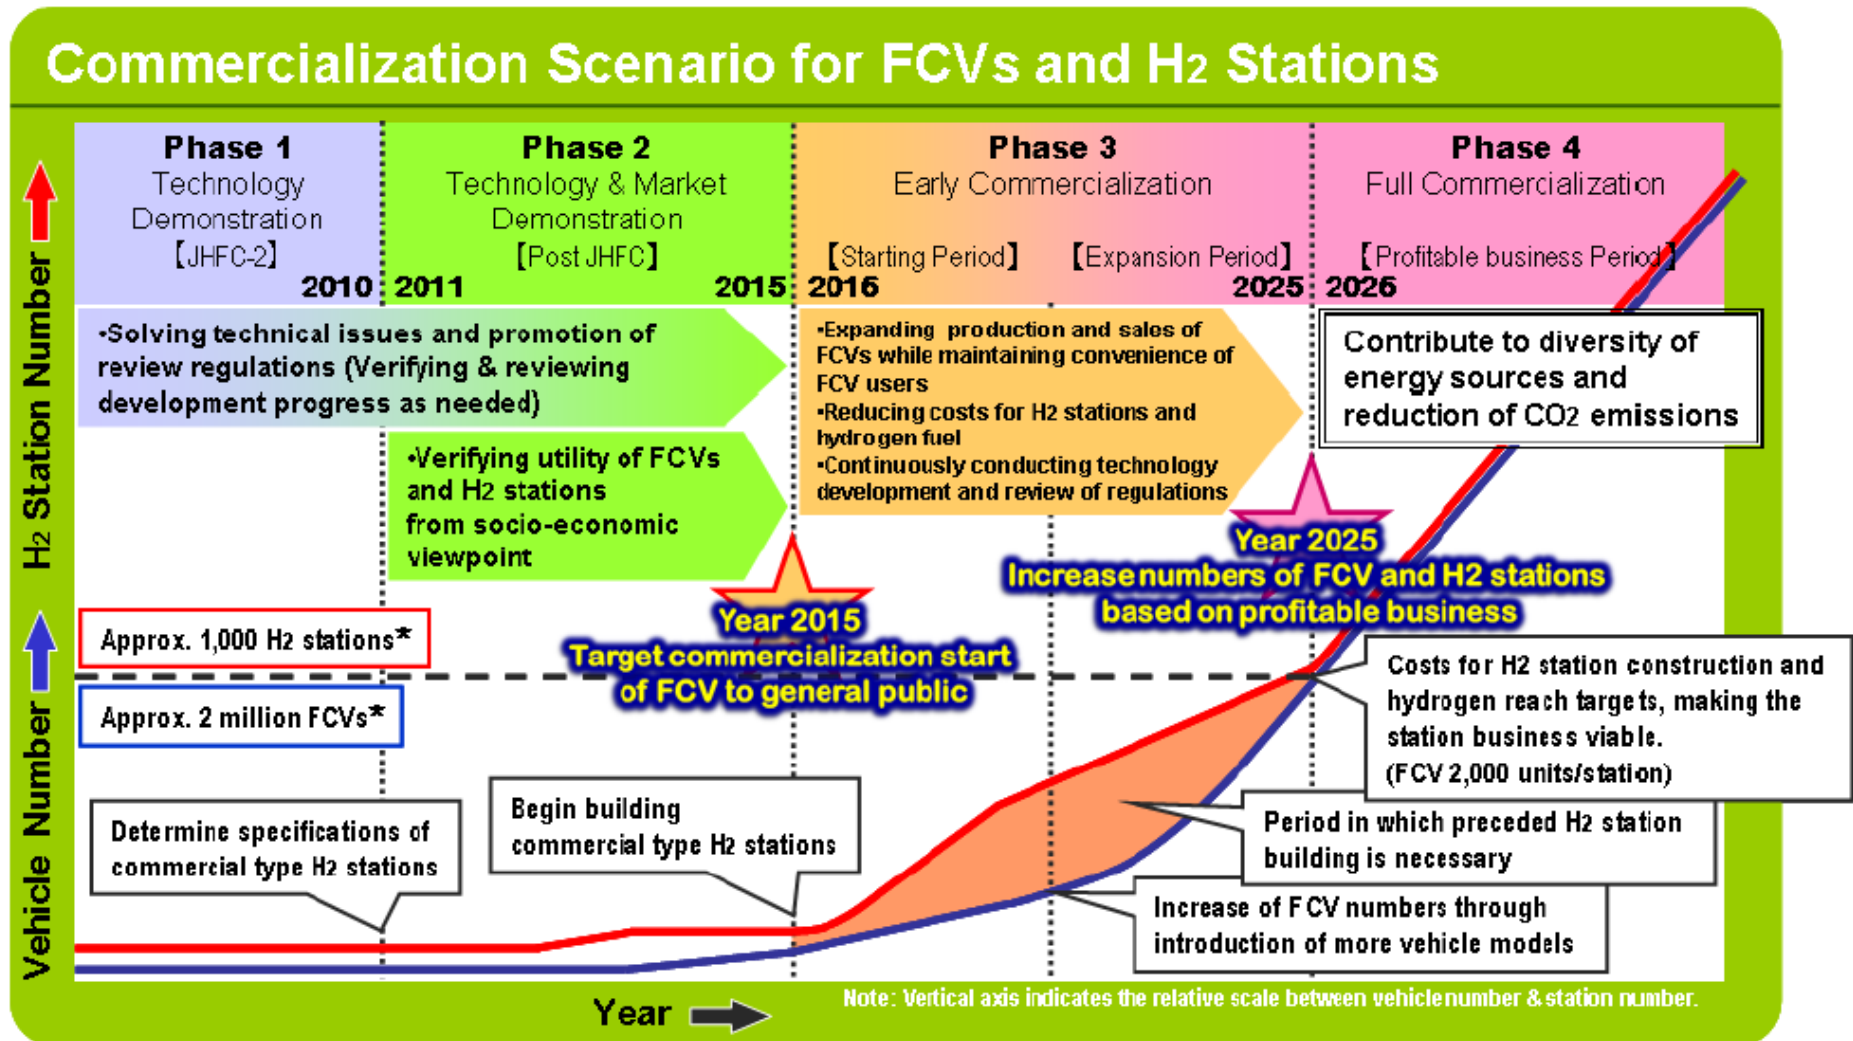 Commercialization Scenario for FCVs and H2 Stations
Phase 1
Technology
Demonstration
【JHFC-2】
2010
Phase 2
Technology & Market
Demonstration
【Post JHFC】
2011
2015
Phase 3
Early Commercialization
【Starting Period】
【Expansion Period】
2016
2025
Phase 4
Full Commercialization
【Profitable business Period】
2026
•Solving technical issues and promotion of
review regulations (Verifying & reviewing
development progress as needed)
•Verifying utility of FCVs
and H2 stations
from socio-economic
viewpoint
•Expanding production and sales of
FCVs while maintaining convenience of
FCV users
•Reducing costs for H2 stations and
hydrogen fuel
•Continuously conducting technology
development and review of regulations
Contribute to diversity of
energy sources and
reduction of CO2 emissions
Year 2015
Target commercialization start
of FCV to general public
Year 2025
Increase numbers of FCV and H2 stations
based on profitable business
Approx. 1,000 H2 stations*
Approx. 2 million FCVs*
Costs for H2 station construction and
hydrogen reach targets, making the
station business viable.
(FCV 2,000 units/station)
Determine specifications of
commercial type H2 stations
Begin building
commercial type H2 stations
Period in which preceded H2 station
building is necessary
Increase of FCV numbers through
introduction of more vehicle models
H2 Station Number
Vehicle Number
Year
Note: Vertical axis indicates the relative scale between vehicle number & station number.